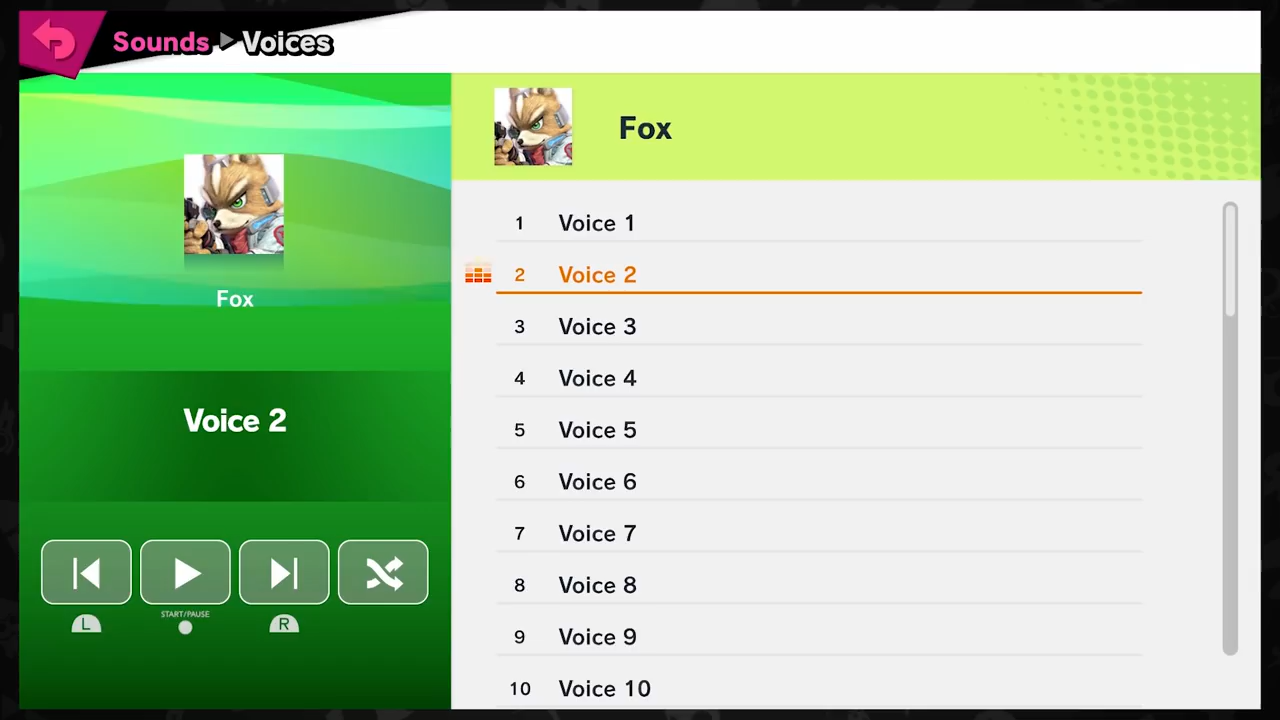 Sounds ▶ Voices
Fox
Voice 2
L
START/PAUSE
R
Fox
1 Voice 1
2 Voice 2
3 Voice 3
4 Voice 4
5 Voice 5
6 Voice 6
7 Voice 7
8 Voice 8
9 Voice 9
10 Voice 10